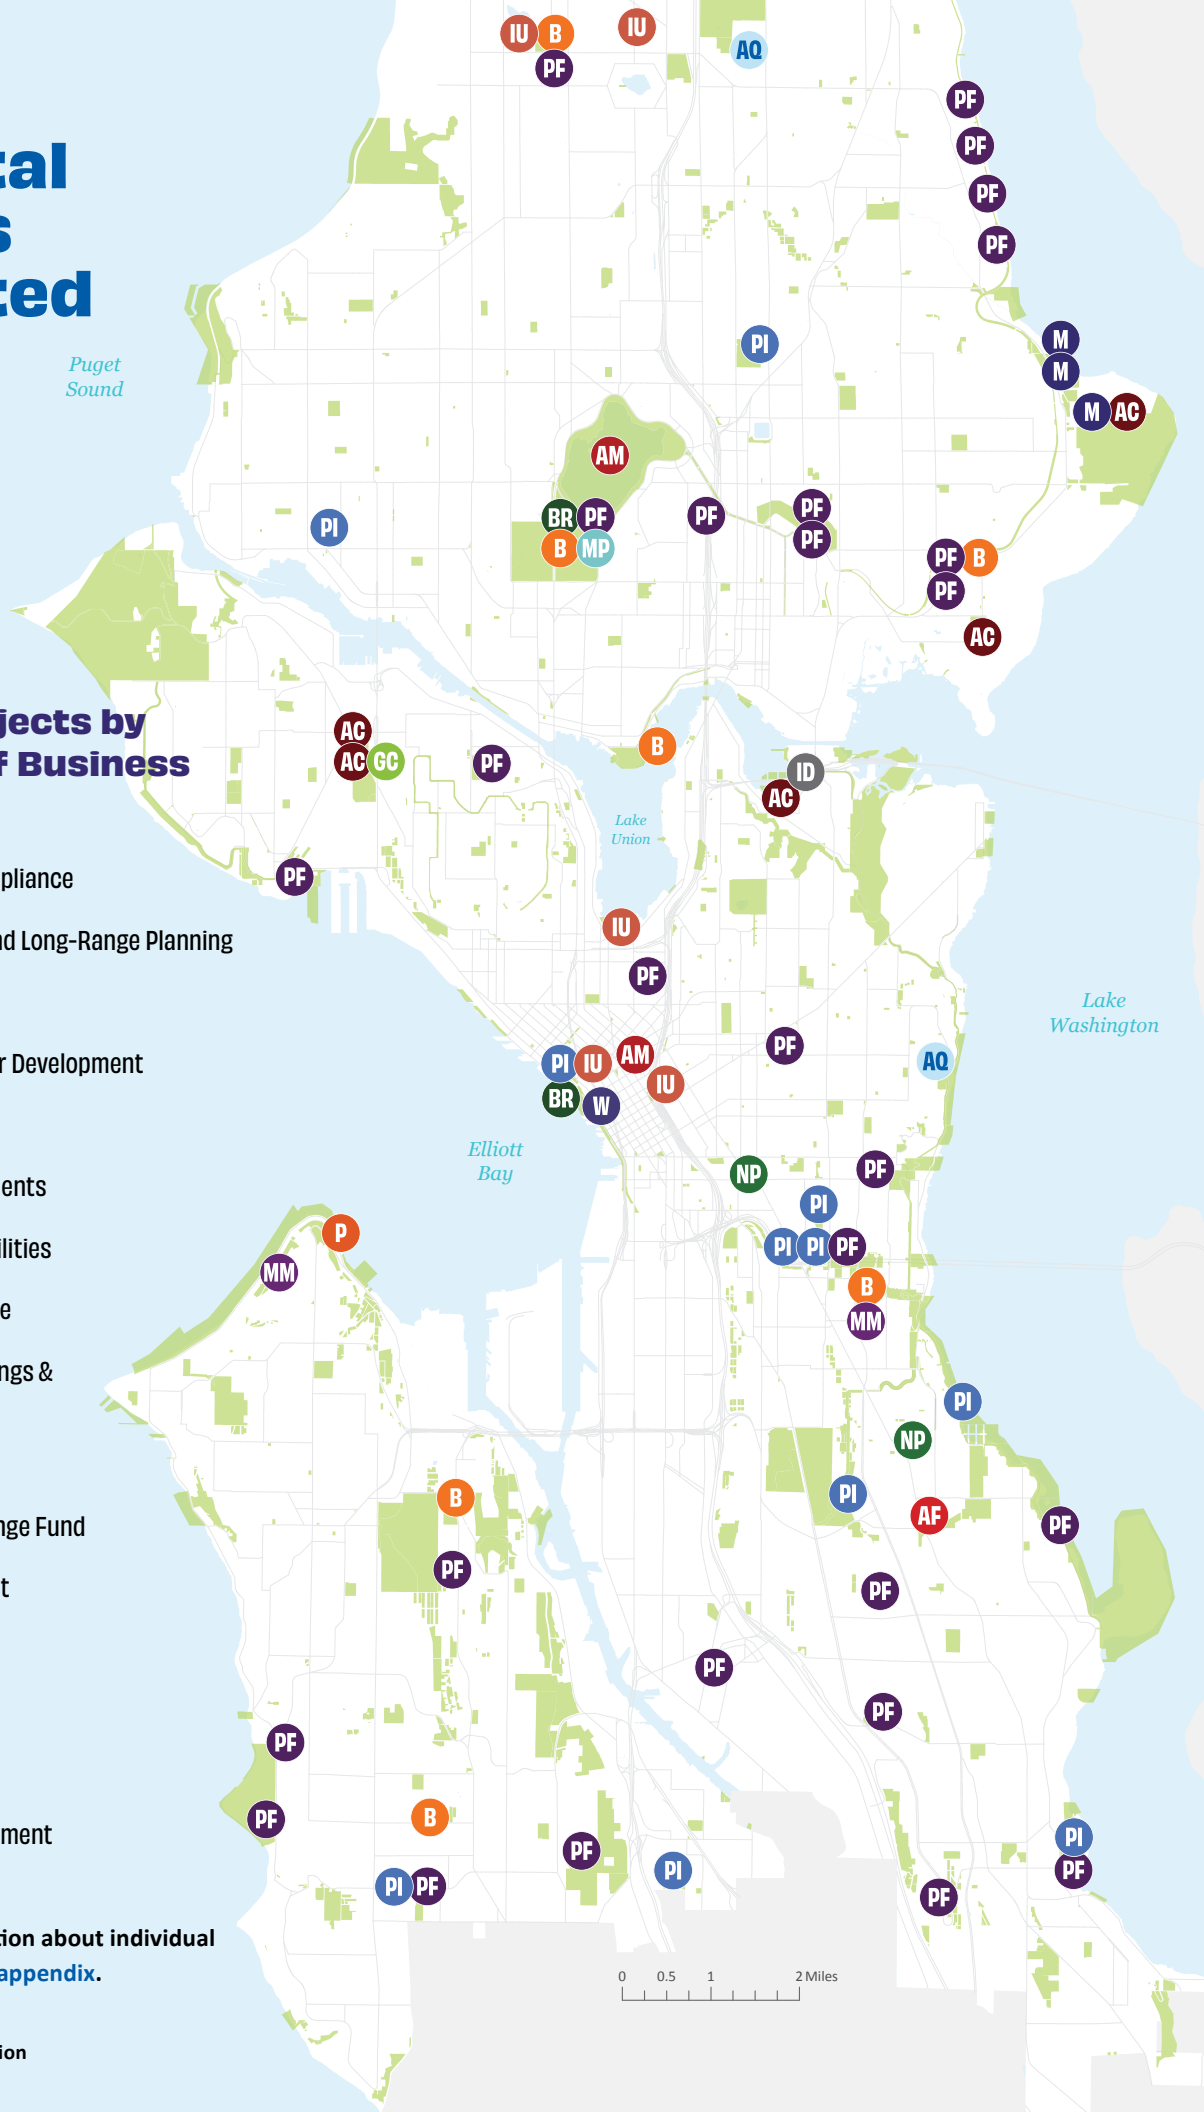 IU B IU
AQ
PF
PF
tal
PF
PF
s
PF
ted
M
PI
Puget
Sound
M
M AC
AM
PI
BR PF
PF
PF
B MP
PF
PF B
PF
AC
jects by
AC
B
f Business
AC GC
PF
ID
AC
Lake
Union
pliance
PF
nd Long-Range Planning
IU
PF
Lake
Washington
r Development
PI IU AM
PF
AQ
IU
BR W
Elliott
Bay
NP
PF
ents
PI
P
ilities
PI PI PF
MM
e
B
MM
ngs &
PI
NP
B
PI
AF
nge Fund
PF
PF
t
PF
PF
PF
PF
PF
B
ment
PI
PF
PI
PF
PI PF
PF
tion about individual
appendix.
0 0.5 1 2 Miles
ion